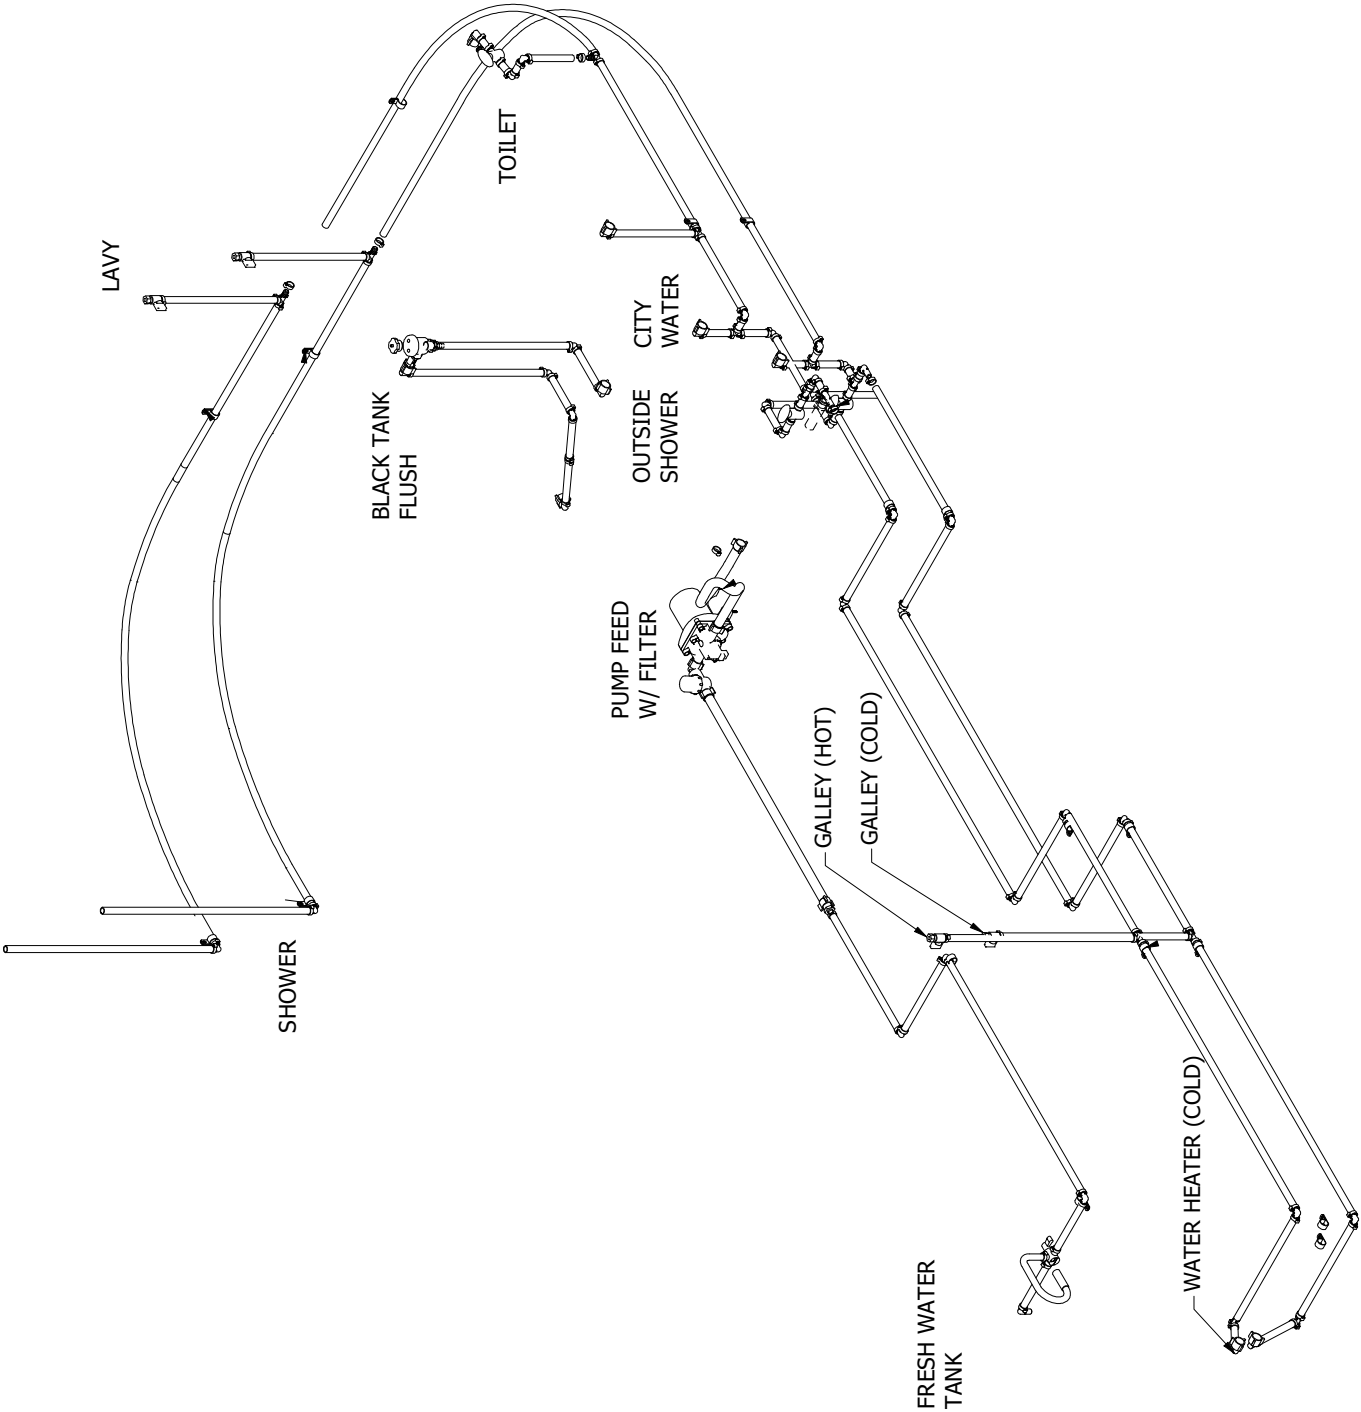 LAVY
TOILET
BLACK TANK
FLUSH
CITY
WATER
OUTSIDE
SHOWER
PUMP FEED
W/ FILTER
GALLEY (HOT)
GALLEY (COLD)
SHOWER
WATER HEATER (COLD)
FRESH WATER
TANK